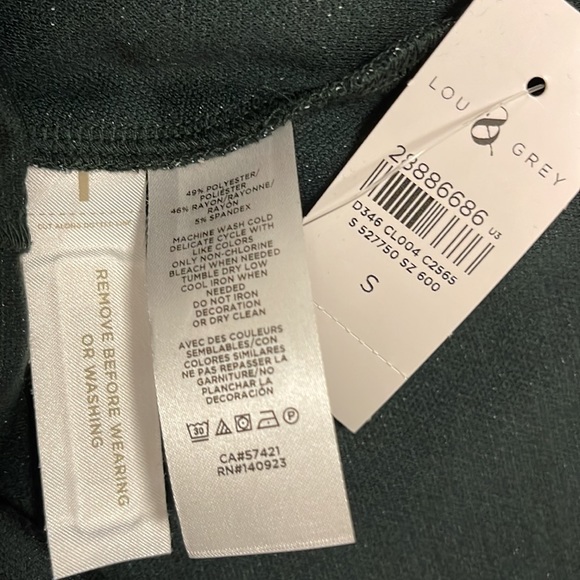 LOU & GREY
28886686 US
D346 CL004 C2565
S 527750 SZ 600
S
49% POLYESTER/
POLIÉSTER
46% RAYON/RAYONNE/
RAYÓN
5% SPANDEX
MACHINE WASH COLD
DELICATE CYCLE WITH
LIKE COLORS
ONLY NON-CHLORINE
BLEACH WHEN NEEDED
TUMBLE DRY LOW
COOL IRON WHEN
NEEDED
DO NOT IRON
DECORATION
OR DRY CLEAN
AVEC DES COULEURS
SEMBLABLES/CON
COLORES SIMILARES
NE PAS REPASSER LA
GARNITURE/NO
PLANCHAR LA
DECORACIÓN
30
P
CA#57421
RN#140923
REMOVE BEFORE WEARING
OR WASHING